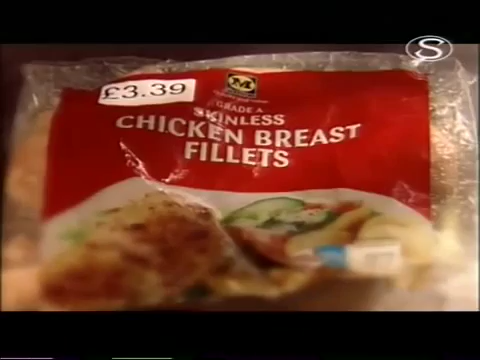 S
£3.39
M
GRADE A
SKINLESS
CHICKEN BREAST
FILLETS